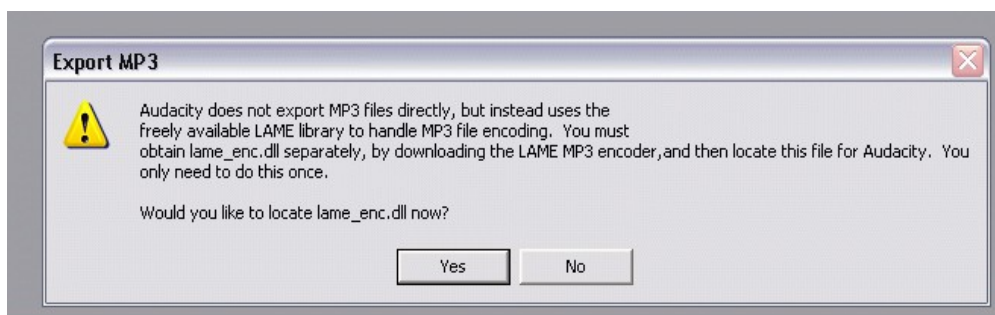 Export MP3
Audacity does not export MP3 files directly, but instead uses the
freely available LAME library to handle MP3 file encoding.  You must
obtain lame_enc.dll separately, by downloading the LAME MP3 encoder,and then locate this file for Audacity.  You
only need to do this once.
Would you like to locate lame_enc.dll now?
Yes
No